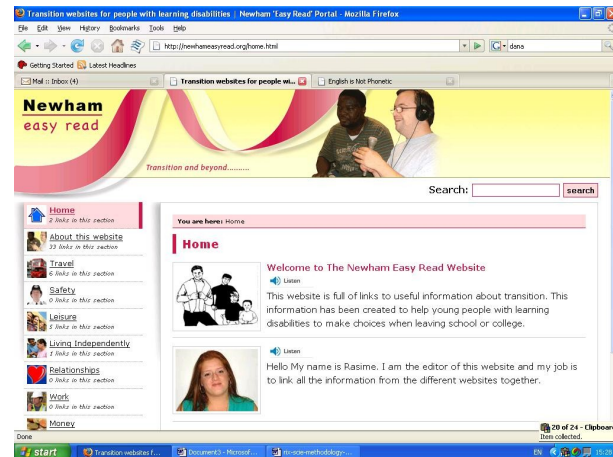 Transition websites for people with learning disabilities | Newham 'Easy Read' Portal - Mozilla Firefox
File Edit View History Bookmarks Tools Help
http://newhameasyread.org/home.html
dana
Getting Started Latest Headlines
Mail :: Inbox (4)
Transition websites for people wi...
English is Not Phonetic
Newham
easy read
Transition and beyond..........
Search:
search
Home
2 links in this section
About this website
33 links in this section
Travel
6 links in this section
Safety
0 links in this section
Leisure
5 links in this section
Living Independently
1 links in this section
Relationships
0 links in this section
Work
0 links in this section
Money
You are here: Home
Home
Welcome to The Newham Easy Read Website
Listen
This website is full of links to useful information about transition. This
information has been created to help young people with learning
disabilities to make choices when leaving school or college.
Listen
Hello My name is Rasime. I am the editor of this website and my job is
to link all the information from the different websites together.
20 of 24 - Clipboar
Item collected.
Done
start
Transition websites f...
Document3 - Microsof...
rix-scie-methodology-...
EN
15:26